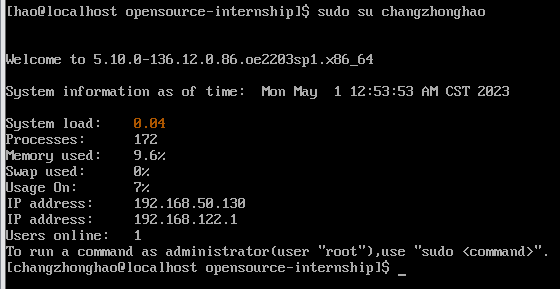 [hao@localhost opensource-internship]$ sudo su changzhonghao
Welcome to 5.10.0-136.12.0.86.oe2203sp1.x86_64
System information as of time:  Mon May  1 12:53:53 AM CST 2023
System load:    0.04
Processes:      172
Memory used:    9.6%
Swap used:      0%
Usage On:       7%
IP address:     192.168.50.130
IP address:     192.168.122.1
Users online:   1
To run a command as administrator(user "root"),use "sudo <command>".
[changzhonghao@localhost opensource-internship]$ _